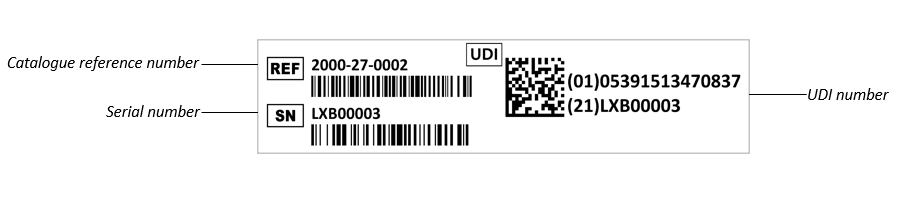 Catalogue reference number
REF 2000-27-0002
Serial number
SN LXB00003
UDI
(01)05391513470837
(21)LXB00003
UDI number